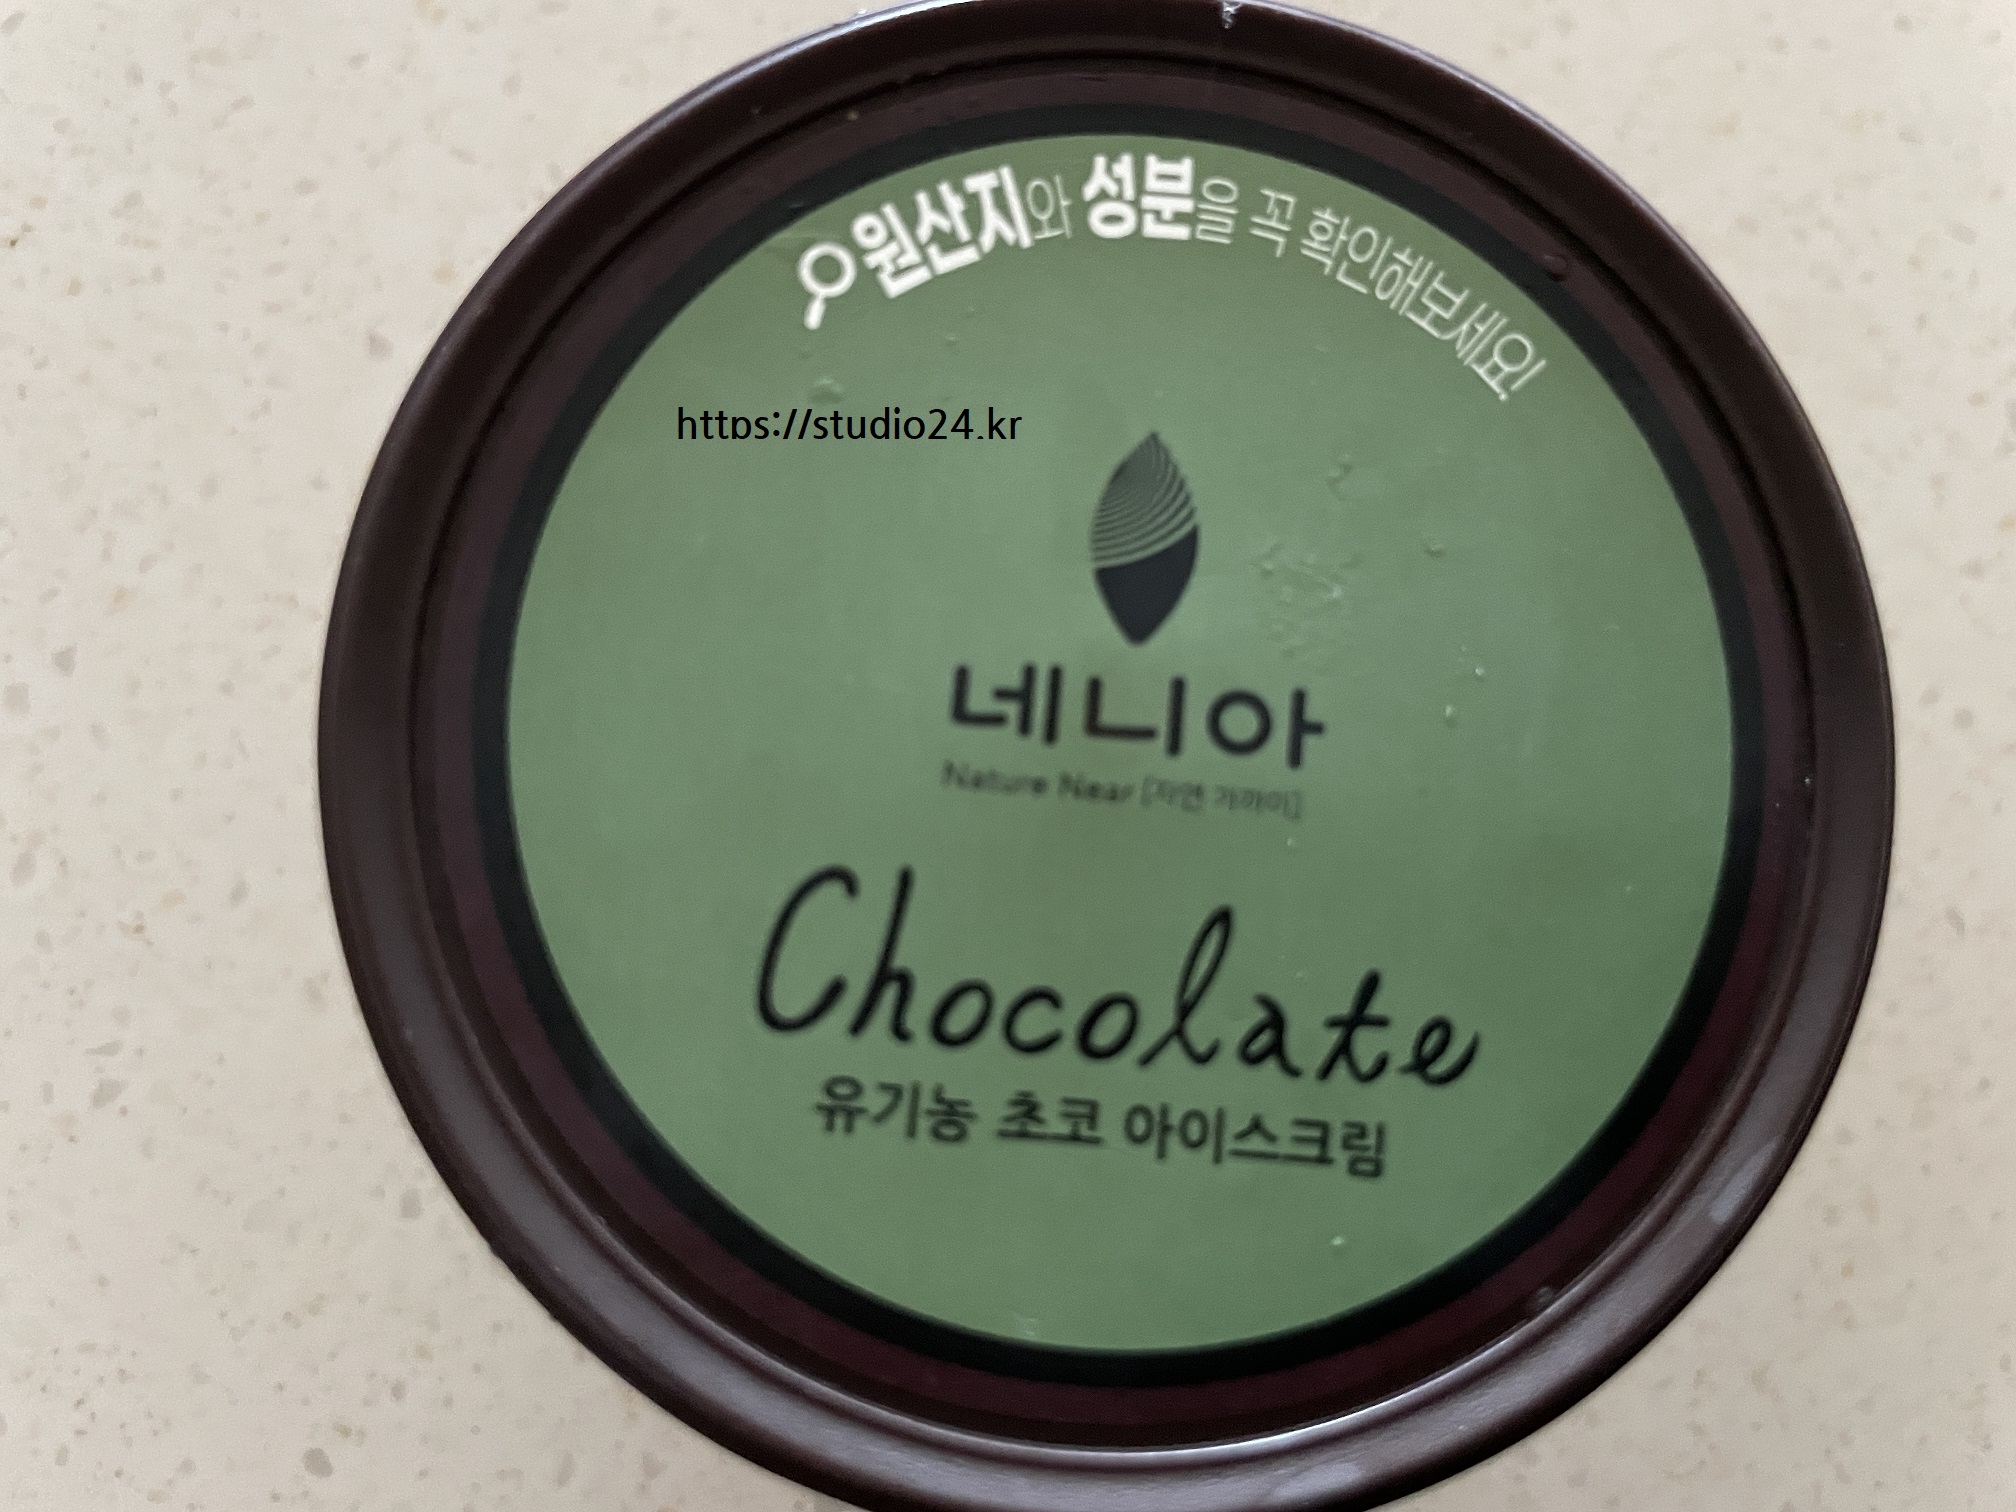 원산지와 성분을 꼭 확인해보세요!
https://studio24.kr
네니아
Nature Near [자연 가까이]
Chocolate
유기농 초코 아이스크림